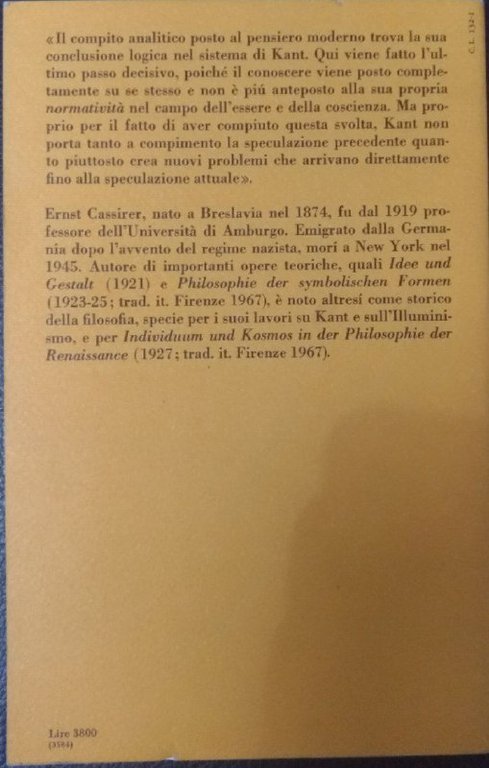 « Il compito analitico posto al pensiero moderno trova la sua
conclusione logica nel sistema di Kant. Qui viene fatto l'ul-
timo passo decisivo, poiché il conoscere viene posto comple-
tamente su se stesso e non è piú anteposto alla sua propria
normatività nel campo dell'essere e della coscienza. Ma pro-
prio per il fatto di aver compiuto questa svolta, Kant non
porta tanto a compimento la speculazione precedente quan-
to piuttosto crea nuovi problemi che arrivano direttamente
fino alla speculazione attuale».
Ernst Cassirer, nato a Breslavia nel 1874, fu dal 1919 pro-
fessore dell'Università di Amburgo. Emigrato dalla Germa-
nia dopo l'avvento del regime nazista, morí a New York nel
1945. Autore di importanti opere teoriche, quali Idee und
Gestalt (1921) e Philosophie der symbolischen Formen
(1923-25; trad. it. Firenze 1967), è noto altresí come storico
della filosofia, specie per i suoi lavori su Kant e sull'Illumini-
smo, e per Individuum und Kosmos in der Philosophie der
Renaissance (1927; trad. it. Firenze 1967).
Lire 3800
(3584)
C. L. 132-1